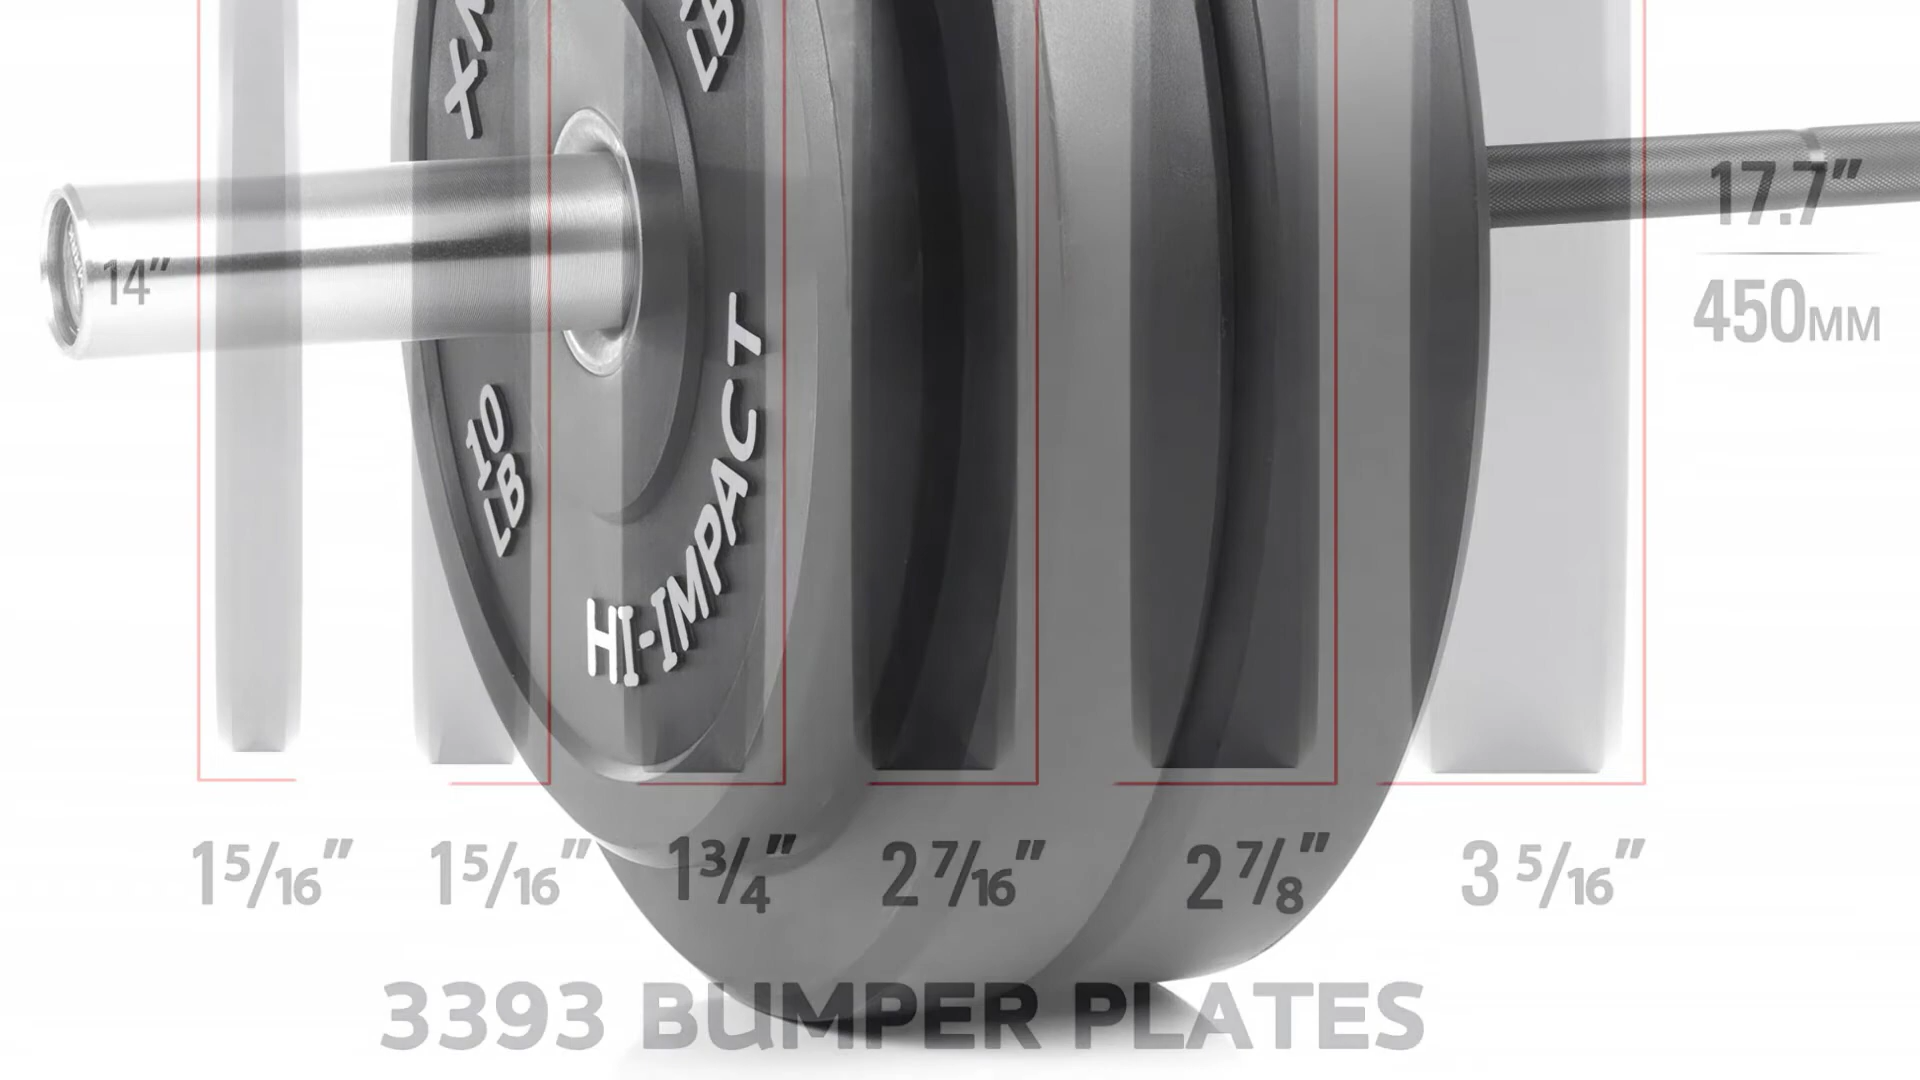 XM
LB
17.7″
450MM
14″
10
LB
HI-IMPACT
1 5/16″ 1 5/16″ 1 3/4″ 2 7/16″ 2 7/8″ 3 5/16″
3393 BUMPER PLATES